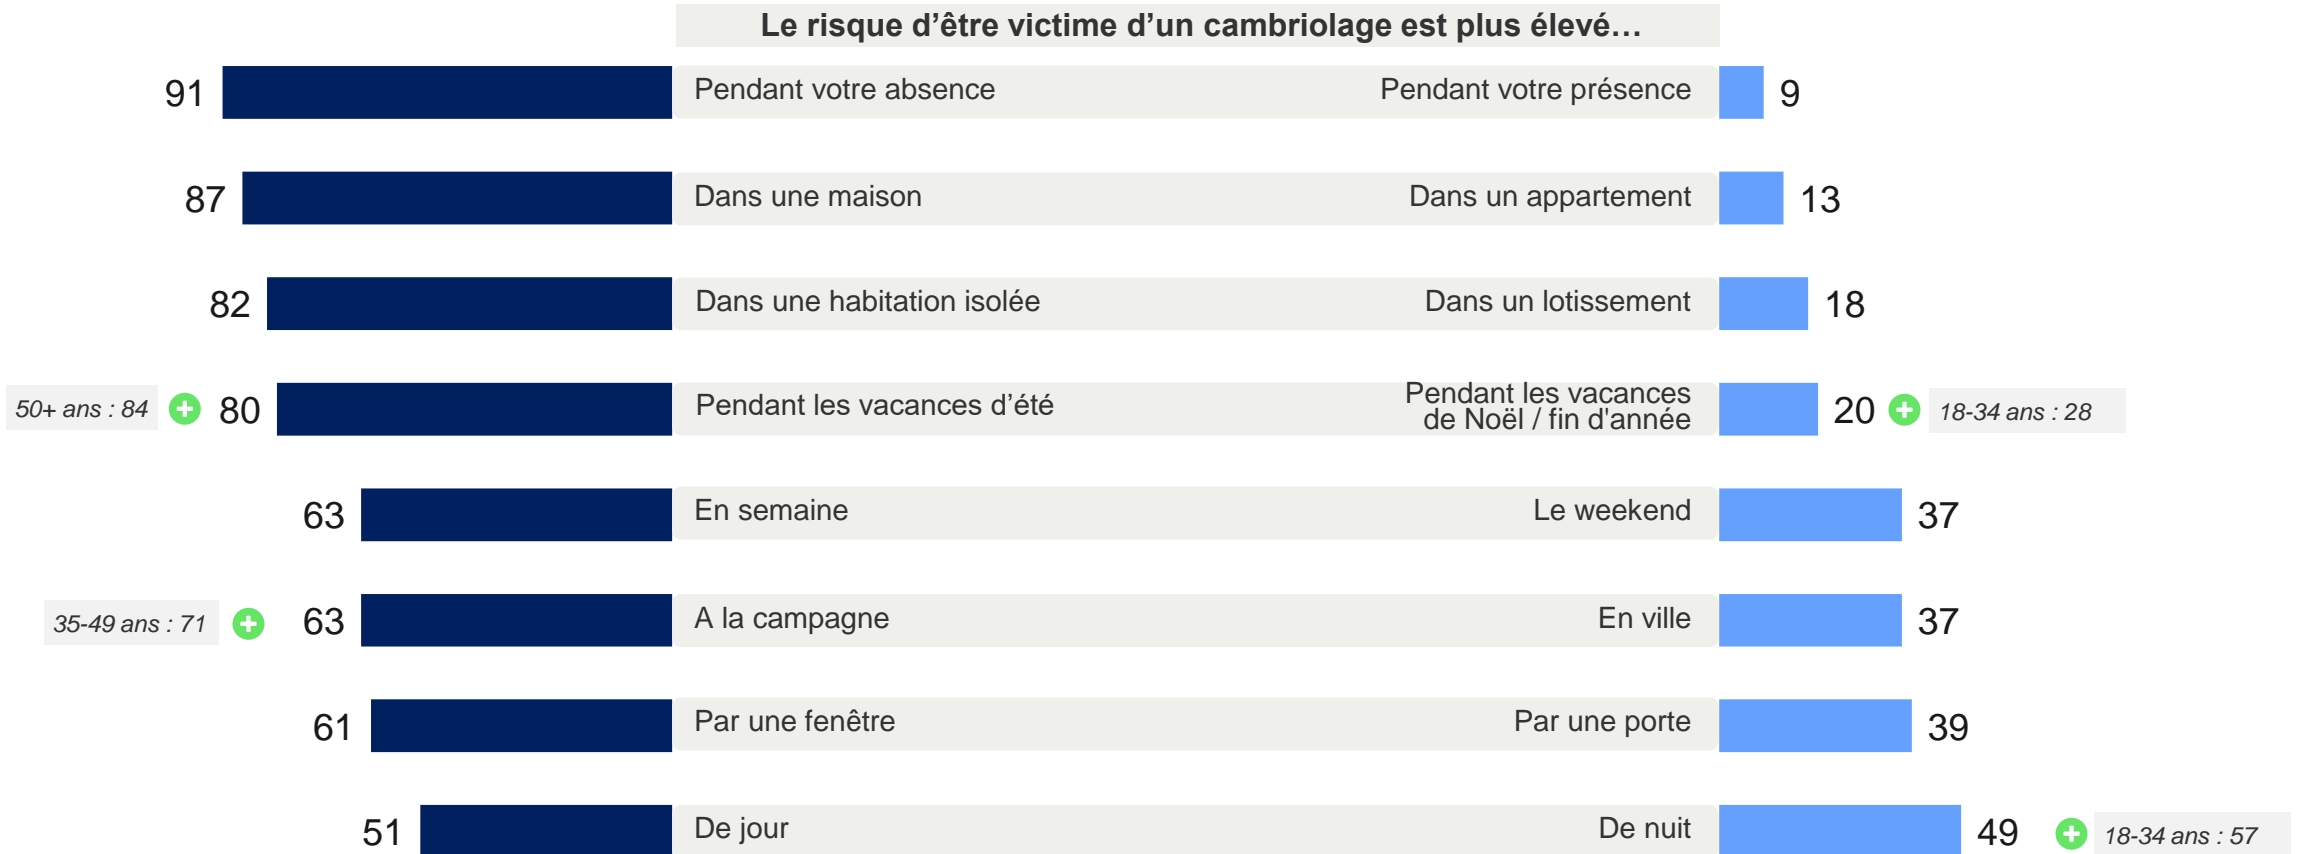 Le risque d’être victime d’un cambriolage est plus élevé…
91 Pendant votre absence Pendant votre présence 9
87 Dans une maison Dans un appartement 13
82 Dans une habitation isolée Dans un lotissement 18
50+ ans : 84 80 Pendant les vacances d’été Pendant les vacances
de Noël / fin d'année 20 18-34 ans : 28
63 En semaine Le weekend 37
35-49 ans : 71 63 A la campagne En ville 37
61 Par une fenêtre Par une porte 39
51 De jour De nuit 49 18-34 ans : 57